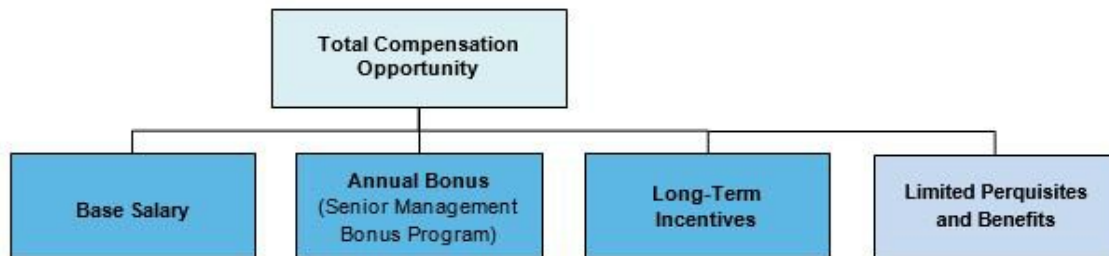 Total Compensation
Opportunity
Base Salary
Annual Bonus
(Senior Management
Bonus Program)
Long-Term
Incentives
Limited Perquisites
and Benefits